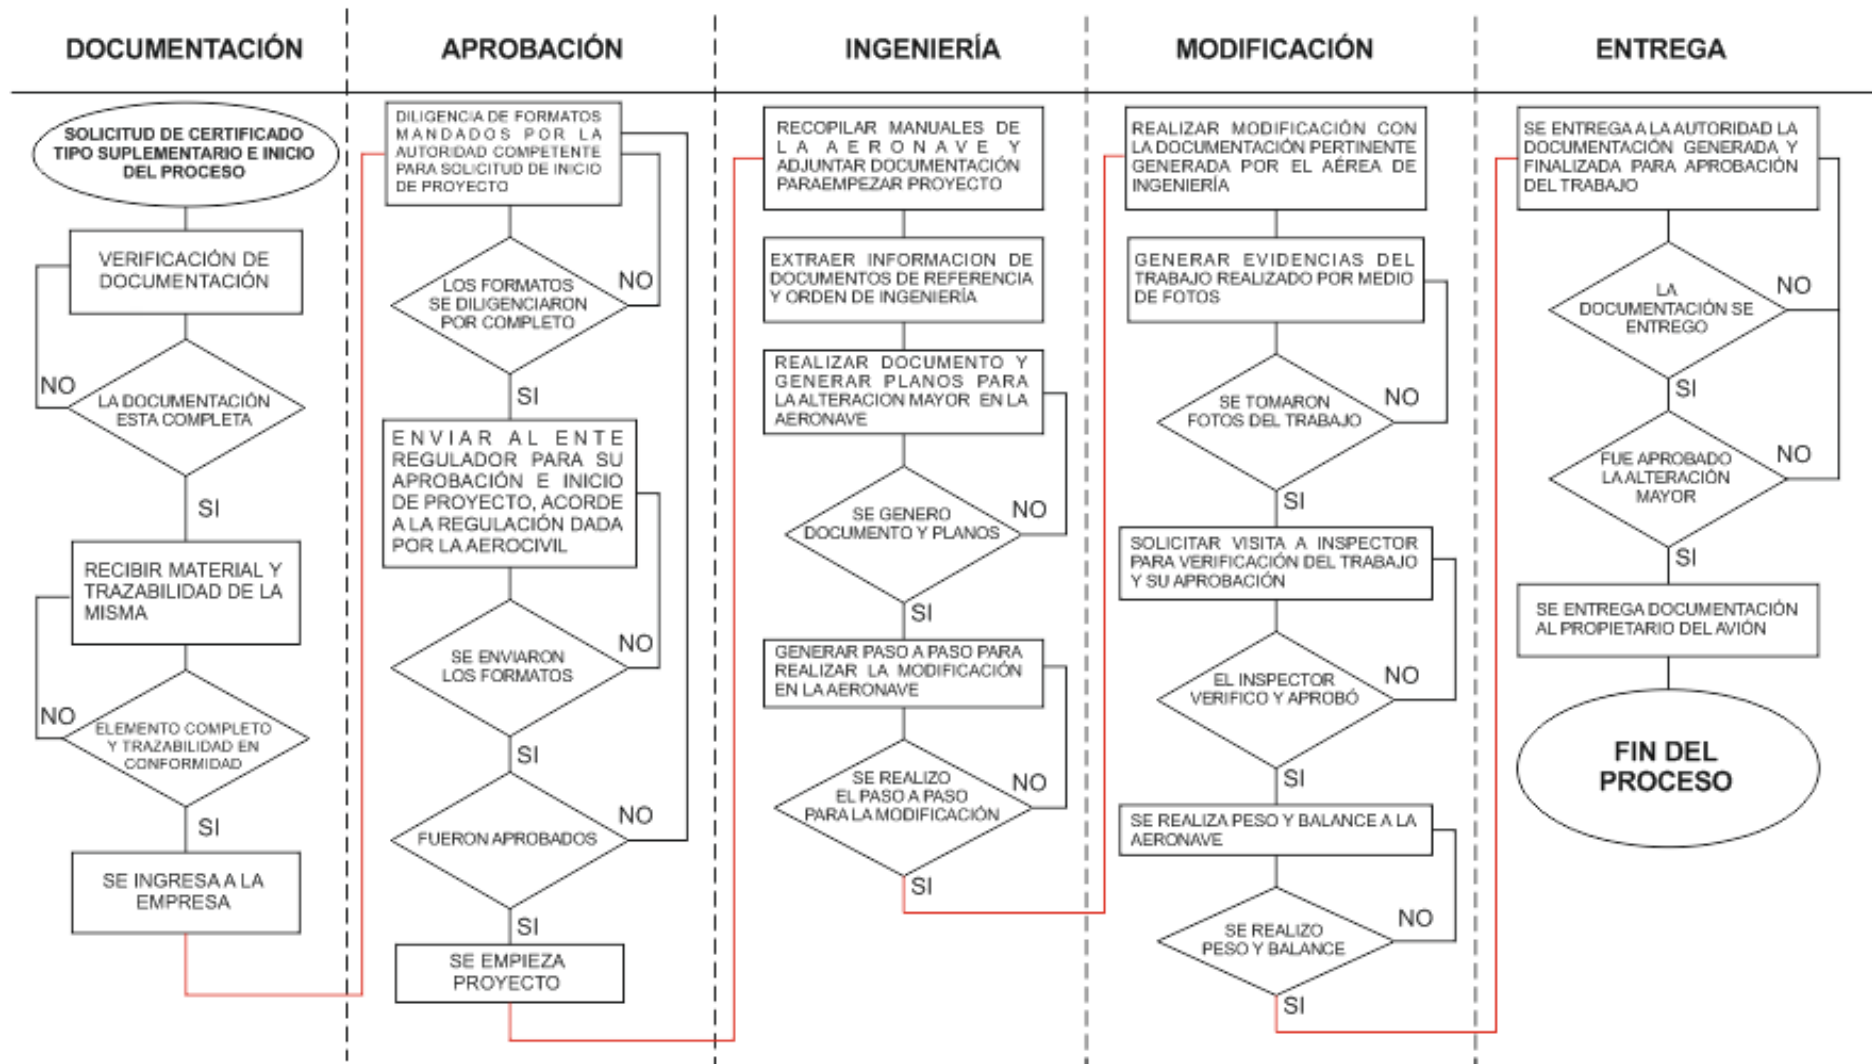 DOCUMENTACIÓN
SOLICITUD DE CERTIFICADO
TIPO SUPLEMENTARIO E INICIO
DEL PROCESO
VERIFICACIÓN DE
DOCUMENTACIÓN
NO
LA DOCUMENTACIÓN
ESTA COMPLETA
SI
RECIBIR MATERIAL Y
TRAZABILIDAD DE LA
MISMA
NO
ELEMENTO COMPLETO
Y TRAZABILIDAD EN
CONFORMIDAD
SI
SE INGRESA A LA
EMPRESA
APROBACIÓN
DILIGENCIA DE FORMATOS
MANDADOS POR LA
AUTORIDAD COMPETENTE
PARA SOLICITUD DE INICIO
DE PROYECTO
NO
LOS FORMATOS
SE DILIGENCIARON
POR COMPLETO
SI
ENVIAR AL ENTE
REGULADOR PARA SU
APROBACIÓN E INICIO
DE PROYECTO, ACORDE
A LA REGULACIÓN DADA
POR LA AEROCIVIL
NO
SE ENVIARON
LOS FORMATOS
SI
NO
FUERON APROBADOS
SI
SE EMPIEZA
PROYECTO
INGENIERÍA
RECOPILAR MANUALES DE
LA AERONAVE Y
ADJUNTAR DOCUMENTACIÓN
PARAEMPEZAR PROYECTO
EXTRAER INFORMACION DE
DOCUMENTOS DE REFERENCIA
Y ORDEN DE INGENIERÍA
REALIZAR DOCUMENTO Y
GENERAR PLANOS PARA
LA ALTERACION MAYOR EN LA
AERONAVE
NO
SE GENERO
DOCUMENTO Y PLANOS
SI
GENERAR PASO A PASO PARA
REALIZAR LA MODIFICACIÓN
EN LA AERONAVE
NO
SE REALIZO
EL PASO A PASO
PARA LA MODIFICACIÓN
SI
MODIFICACIÓN
REALIZAR MODIFICACIÓN CON
LA DOCUMENTACIÓN PERTINENTE
GENERADA POR EL AÉREA DE
INGENIERÍA
GENERAR EVIDENCIAS DEL
TRABAJO REALIZADO POR MEDIO
DE FOTOS
NO
SE TOMARON
FOTOS DEL TRABAJO
SI
SOLICITAR VISITA A INSPECTOR
PARA VERIFICACIÓN DEL TRABAJO
Y SU APROBACIÓN
NO
EL INSPECTOR
VERIFICO Y APROBÓ
SI
SE REALIZA PESO Y BALANCE A LA
AERONAVE
NO
SE REALIZO
PESO Y BALANCE
SI
ENTREGA
SE ENTREGA A LA AUTORIDAD LA
DOCUMENTACIÓN GENERADA Y
FINALIZADA PARA APROBACIÓN
DEL TRABAJO
NO
LA
DOCUMENTACIÓN SE
ENTREGO
SI
NO
FUE APROBADO
LA ALTERACIÓN
MAYOR
SI
SE ENTREGA DOCUMENTACIÓN
AL PROPIETARIO DEL AVIÓN
FIN DEL
PROCESO